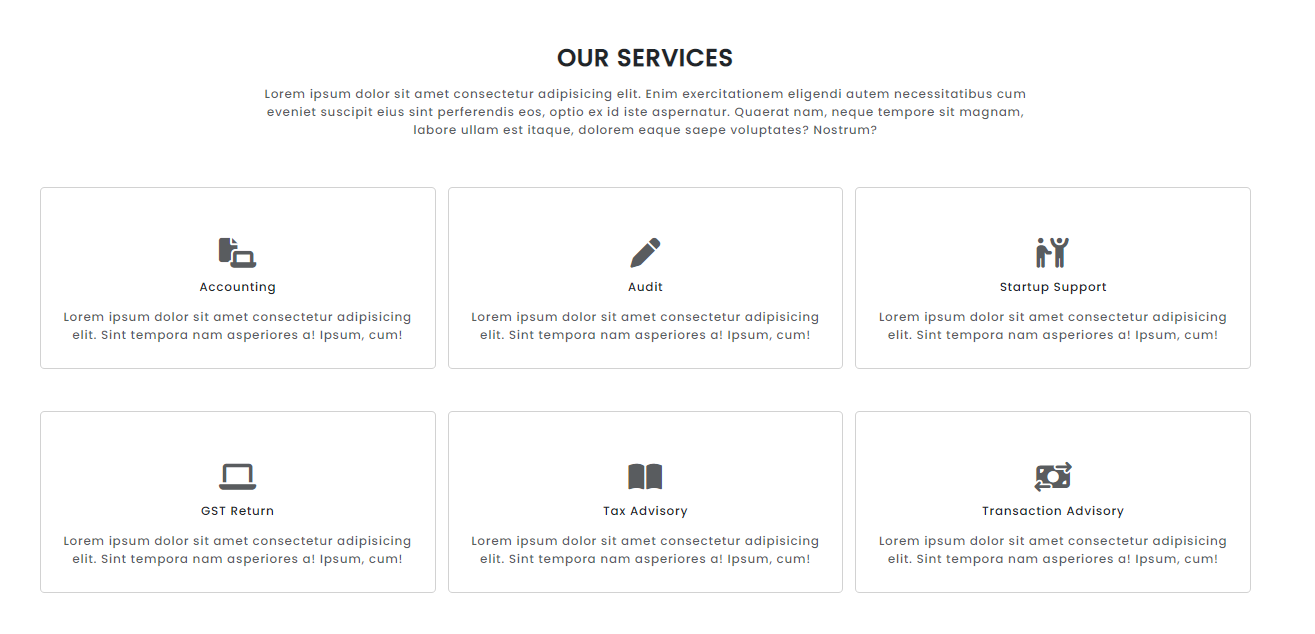 OUR SERVICES
Lorem ipsum dolor sit amet consectetur adipisicing elit. Enim exercitationem eligendi autem necessitatibus cum
eveniet suscipit eius sint perferendis eos, optio ex id iste aspernatur. Quaerat nam, neque tempore sit magnam,
labore ullam est itaque, dolorem eaque saepe voluptates? Nostrum?
Accounting
Lorem ipsum dolor sit amet consectetur adipisicing
elit. Sint tempora nam asperiores a! Ipsum, cum!
Audit
Lorem ipsum dolor sit amet consectetur adipisicing
elit. Sint tempora nam asperiores a! Ipsum, cum!
Startup Support
Lorem ipsum dolor sit amet consectetur adipisicing
elit. Sint tempora nam asperiores a! Ipsum, cum!
GST Return
Lorem ipsum dolor sit amet consectetur adipisicing
elit. Sint tempora nam asperiores a! Ipsum, cum!
Tax Advisory
Lorem ipsum dolor sit amet consectetur adipisicing
elit. Sint tempora nam asperiores a! Ipsum, cum!
Transaction Advisory
Lorem ipsum dolor sit amet consectetur adipisicing
elit. Sint tempora nam asperiores a! Ipsum, cum!